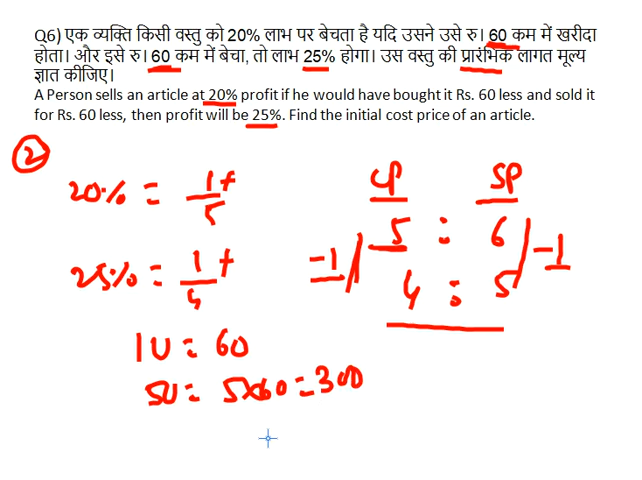 Q6) एक व्यक्ति किसी वस्तु को 20% लाभ पर बेचता है यदि उसने उसे रु। 60 कम में खरीदा
होता। और इसे रु। 60 कम में बेचा, तो लाभ 25% होगा। उस वस्तु की प्रारंभिक लागत मूल्य
ज्ञात कीजिए।
A Person sells an article at 20% profit if he would have bought it Rs. 60 less and sold it
for Rs. 60 less, then profit will be 25%. Find the initial cost price of an article.
2
20% = 1/5 +
CP SP
5 : 6
25% = 1/4 +
-1 4 : 5 -1
1U = 60
5U = 5x60=300